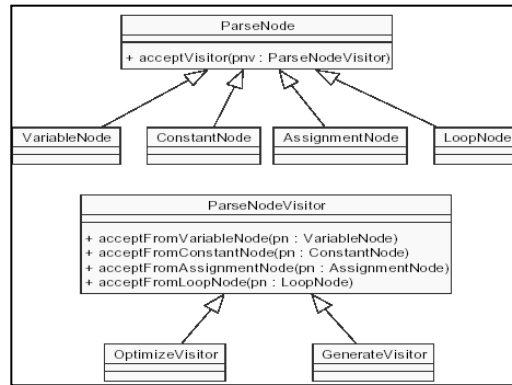 ParseNode
+ acceptVisitor(pnv : ParseNodeVisitor)
VariableNode ConstantNode AssignmentNode LoopNode
ParseNodeVisitor
+ acceptFromVariableNode(pn : VariableNode)
+ acceptFromConstantNode(pn : ConstantNode)
+ acceptFromAssignmentNode(pn : AssignmentNode)
+ acceptFromLoopNode(pn : LoopNode)
OptimizeVisitor GenerateVisitor